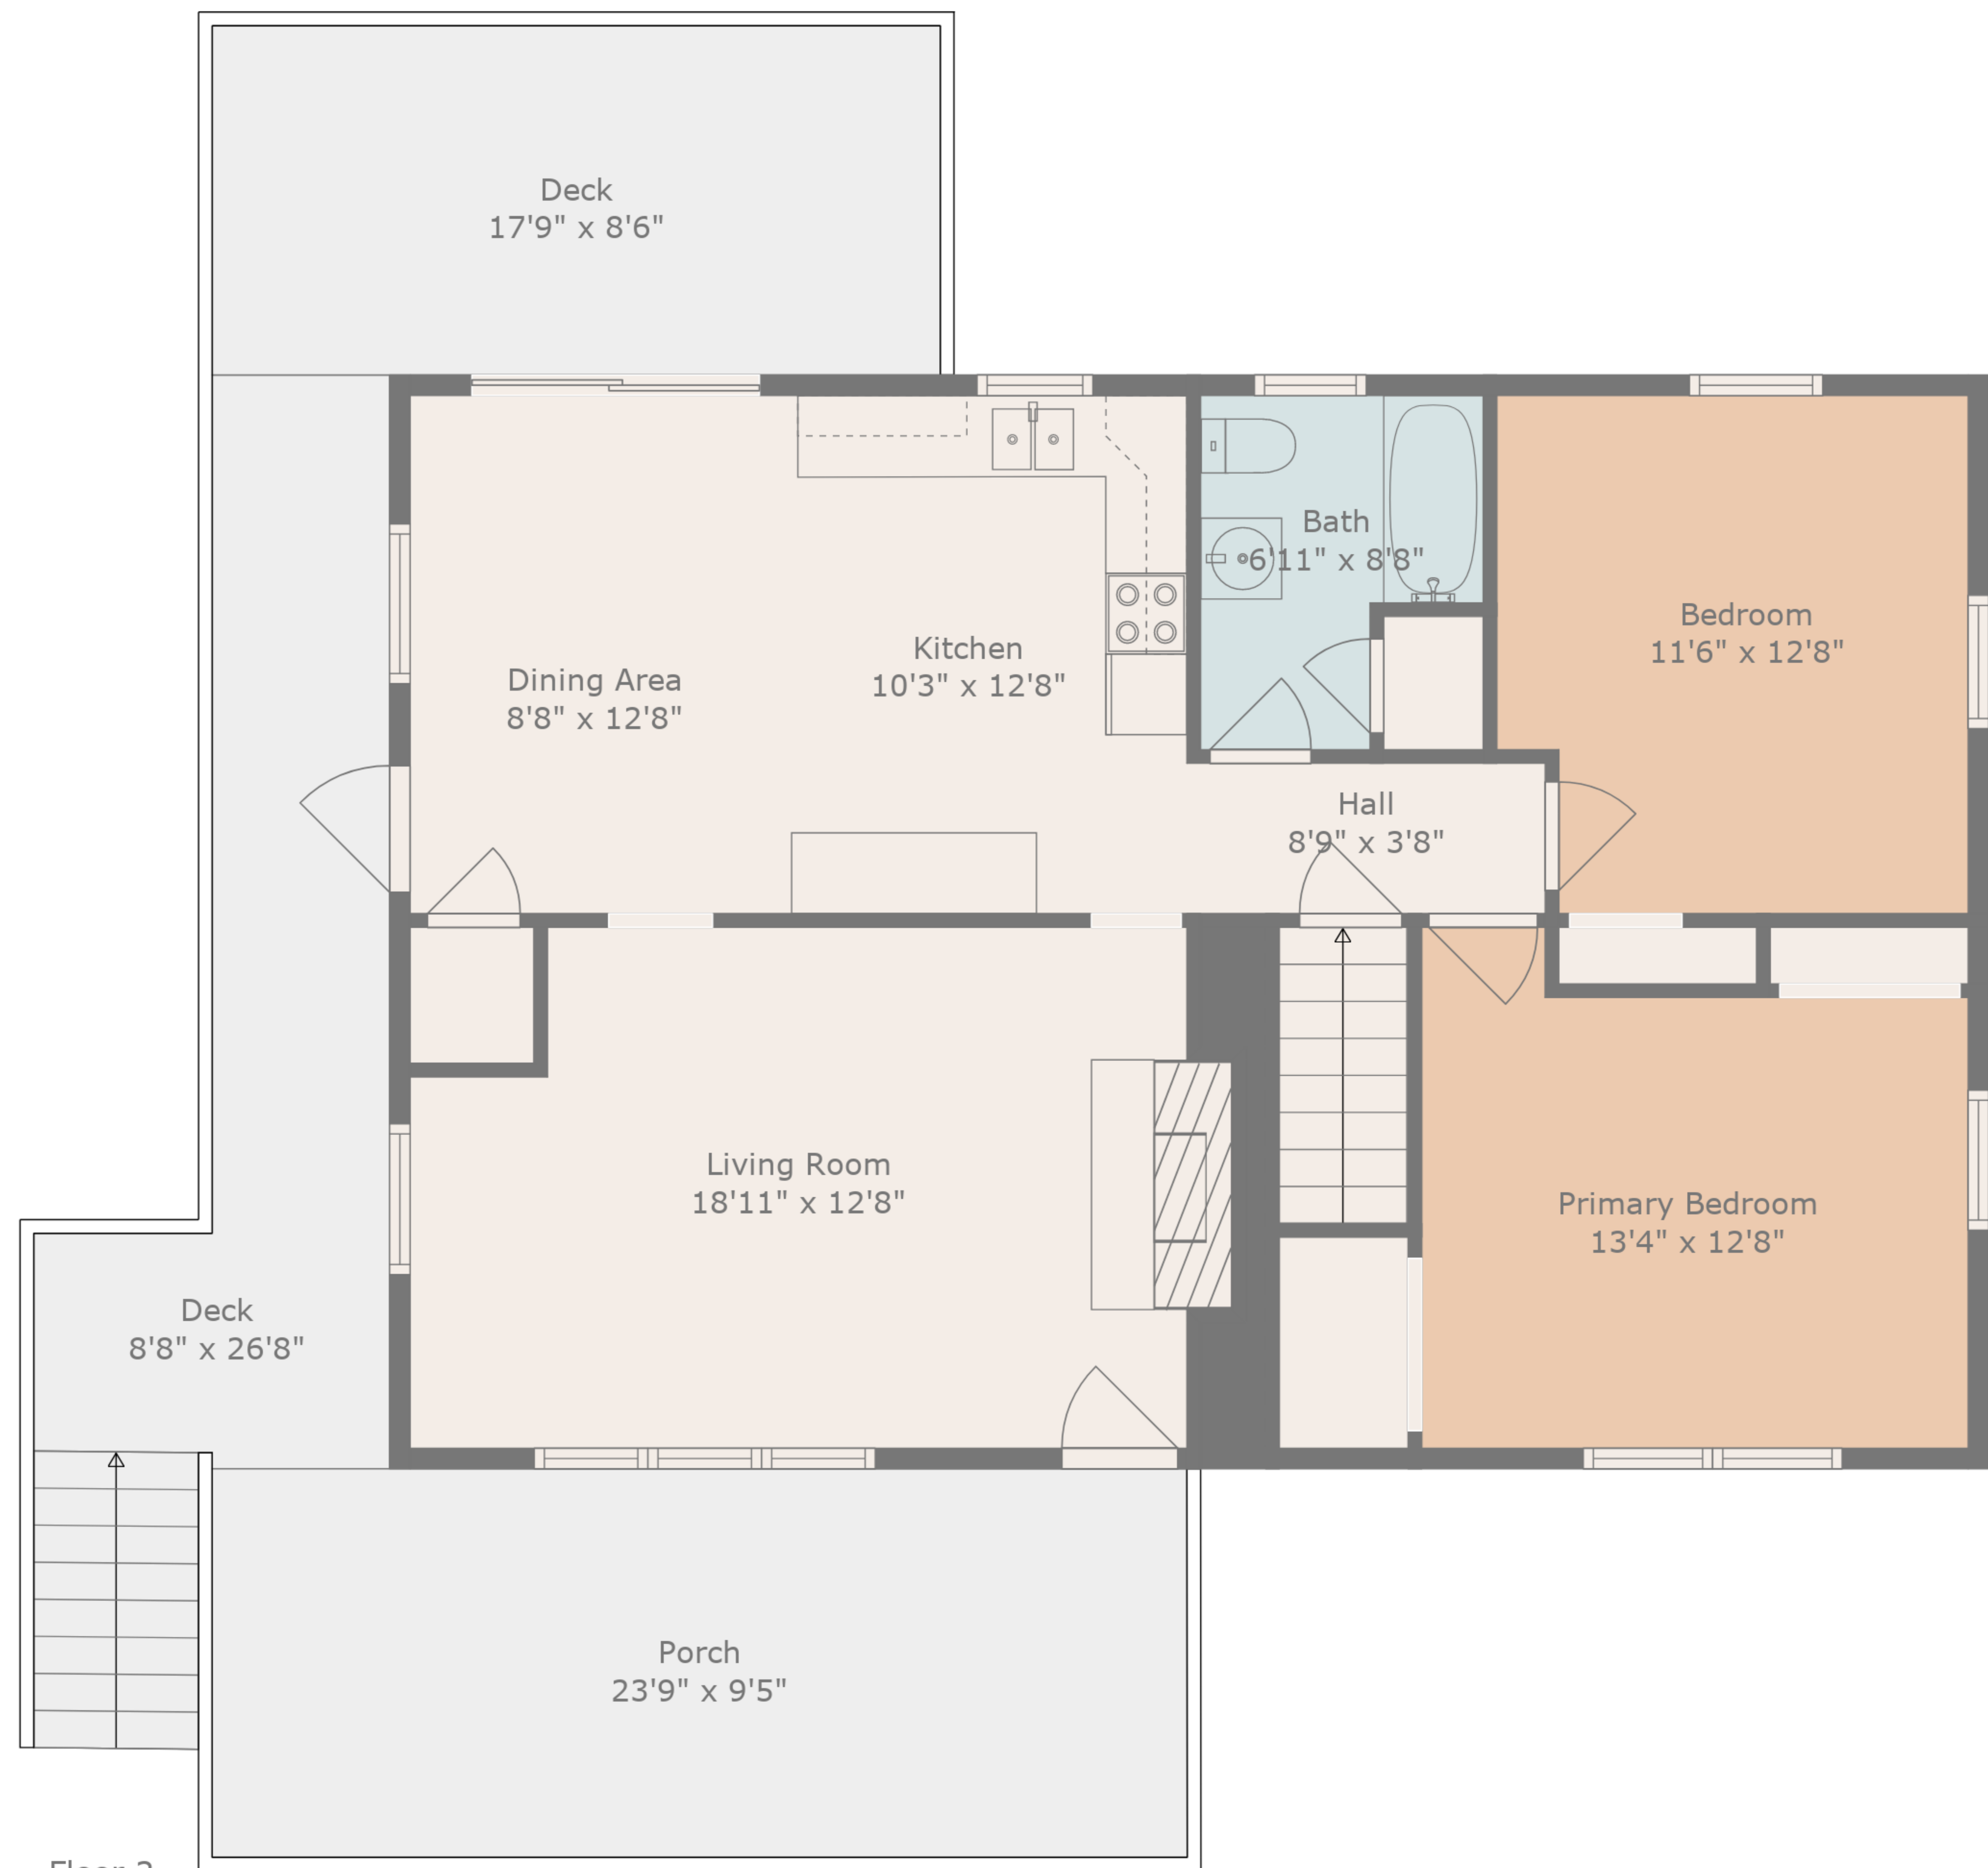 Deck
17'9" x 8'6"
Bath
6'11" x 8'8"
Bedroom
11'6" x 12'8"
Kitchen
10'3" x 12'8"
Dining Area
8'8" x 12'8"
Hall
8'9" x 3'8"
Living Room
18'11" x 12'8"
Primary Bedroom
13'4" x 12'8"
Deck
8'8" x 26'8"
Porch
23'9" x 9'5"
Floor